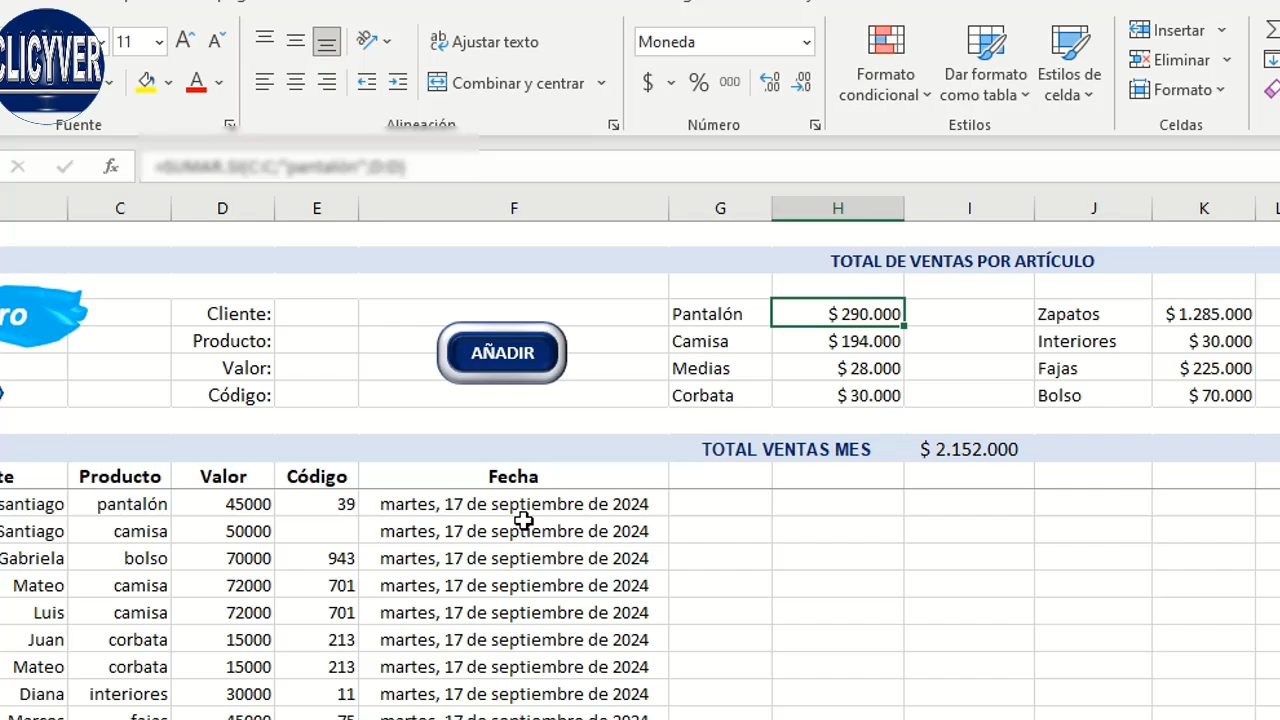 CLICYVER
11
Ajustar texto
Combinar y centrar
Moneda
$ % 000
Formato condicional
Dar formato como tabla
Estilos de celda
Insertar
Eliminar
Formato
Fuente
Alineación
Número
Estilos
Celdas
fx
=SUMAR.SI(C:C;"pantalón";D:D)
C D E F G H I J K L
TOTAL DE VENTAS POR ARTÍCULO
ro
Cliente:
Producto:
Valor:
Código:
AÑADIR
Pantalón $ 290.000 Zapatos $ 1.285.000
Camisa $ 194.000 Interiores $ 30.000
Medias $ 28.000 Fajas $ 225.000
Corbata $ 30.000 Bolso $ 70.000
TOTAL VENTAS MES $ 2.152.000
te Producto Valor Código Fecha
santiago pantalón 45000 39 martes, 17 de septiembre de 2024
Santiago camisa 50000 martes, 17 de septiembre de 2024
Gabriela bolso 70000 943 martes, 17 de septiembre de 2024
Mateo camisa 72000 701 martes, 17 de septiembre de 2024
Luis camisa 72000 701 martes, 17 de septiembre de 2024
Juan corbata 15000 213 martes, 17 de septiembre de 2024
Mateo corbata 15000 213 martes, 17 de septiembre de 2024
Diana interiores 30000 11 martes, 17 de septiembre de 2024
Marcos fajas 45000 75 martes, 17 de septiembre de 2024